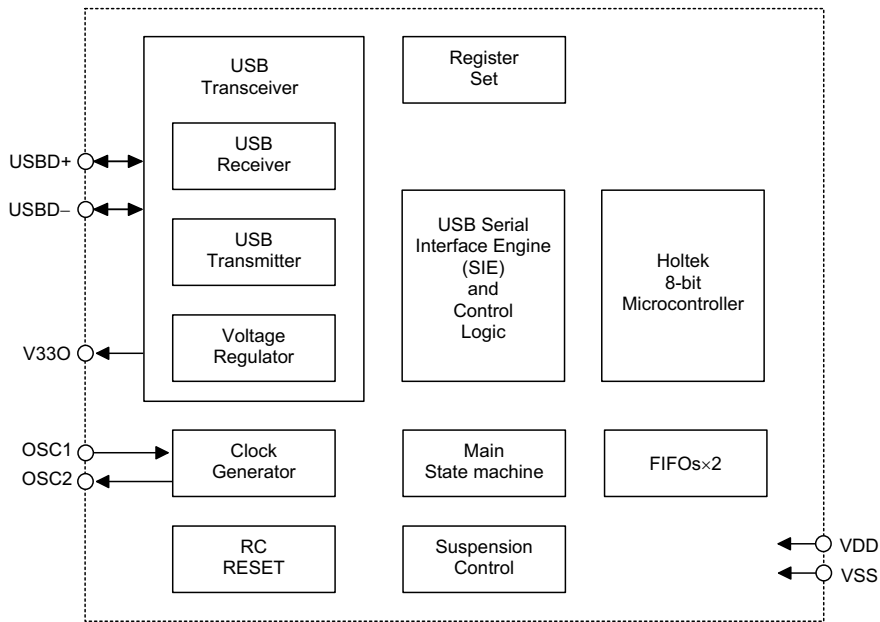 USB
Transceiver
Register
Set
USB
Receiver
USBD+
USBD−
USB
Transmitter
USB Serial
Interface Engine
(SIE)
and
Control
Logic
Holtek
8-bit
Microcontroller
Voltage
Regulator
V33O
OSC1
OSC2
Clock
Generator
Main
State machine
FIFOs×2
RC
RESET
Suspension
Control
VDD
VSS